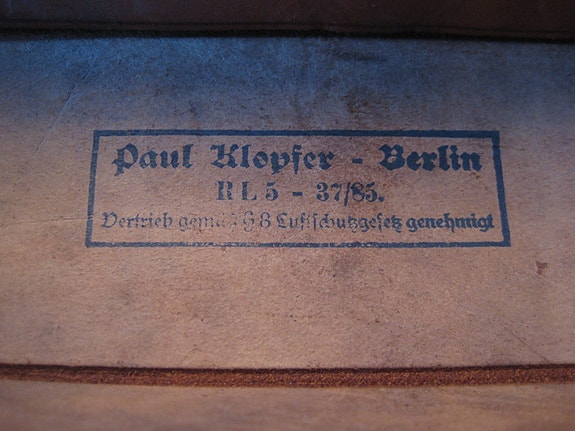 Paul Klopfer - Berlin
RL 5 - 37/85.
Vertrieb gemäß § 8 Luftschutzgesetz genehmigt